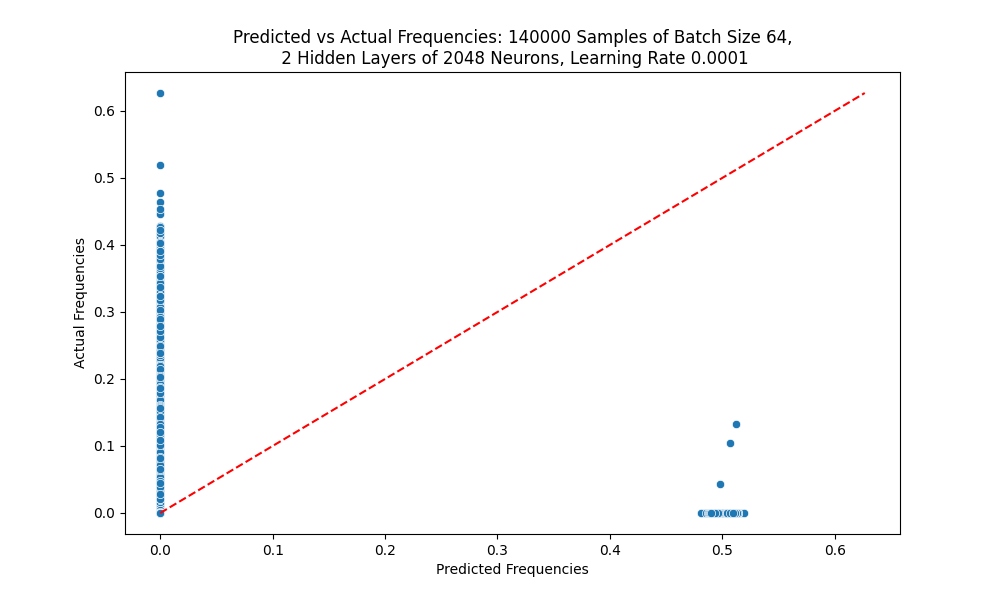 Predicted vs Actual Frequencies: 140000 Samples of Batch Size 64,
2 Hidden Layers of 2048 Neurons, Learning Rate 0.0001
0.6
0.5
0.4
0.3
0.2
0.1
0.0
Actual Frequencies
0.0 0.1 0.2 0.3 0.4 0.5 0.6
Predicted Frequencies